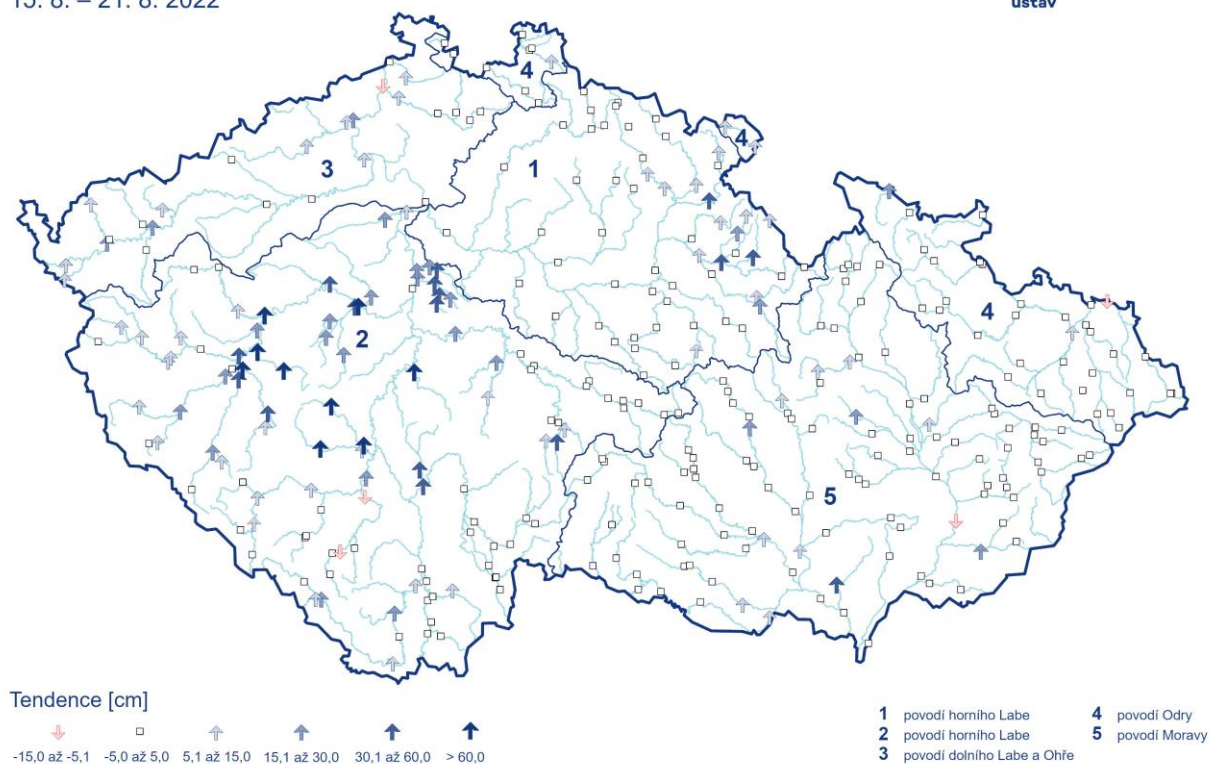 15. 8. – 21. 8. 2022
ústav
4
4
3
1
2
4
5
Tendence [cm]
-15,0 až -5,1 -5,0 až 5,0 5,1 až 15,0 15,1 až 30,0 30,1 až 60,0 > 60,0
1 povodí horního Labe
2 povodí horního Labe
3 povodí dolního Labe a Ohře
4 povodí Odry
5 povodí Moravy